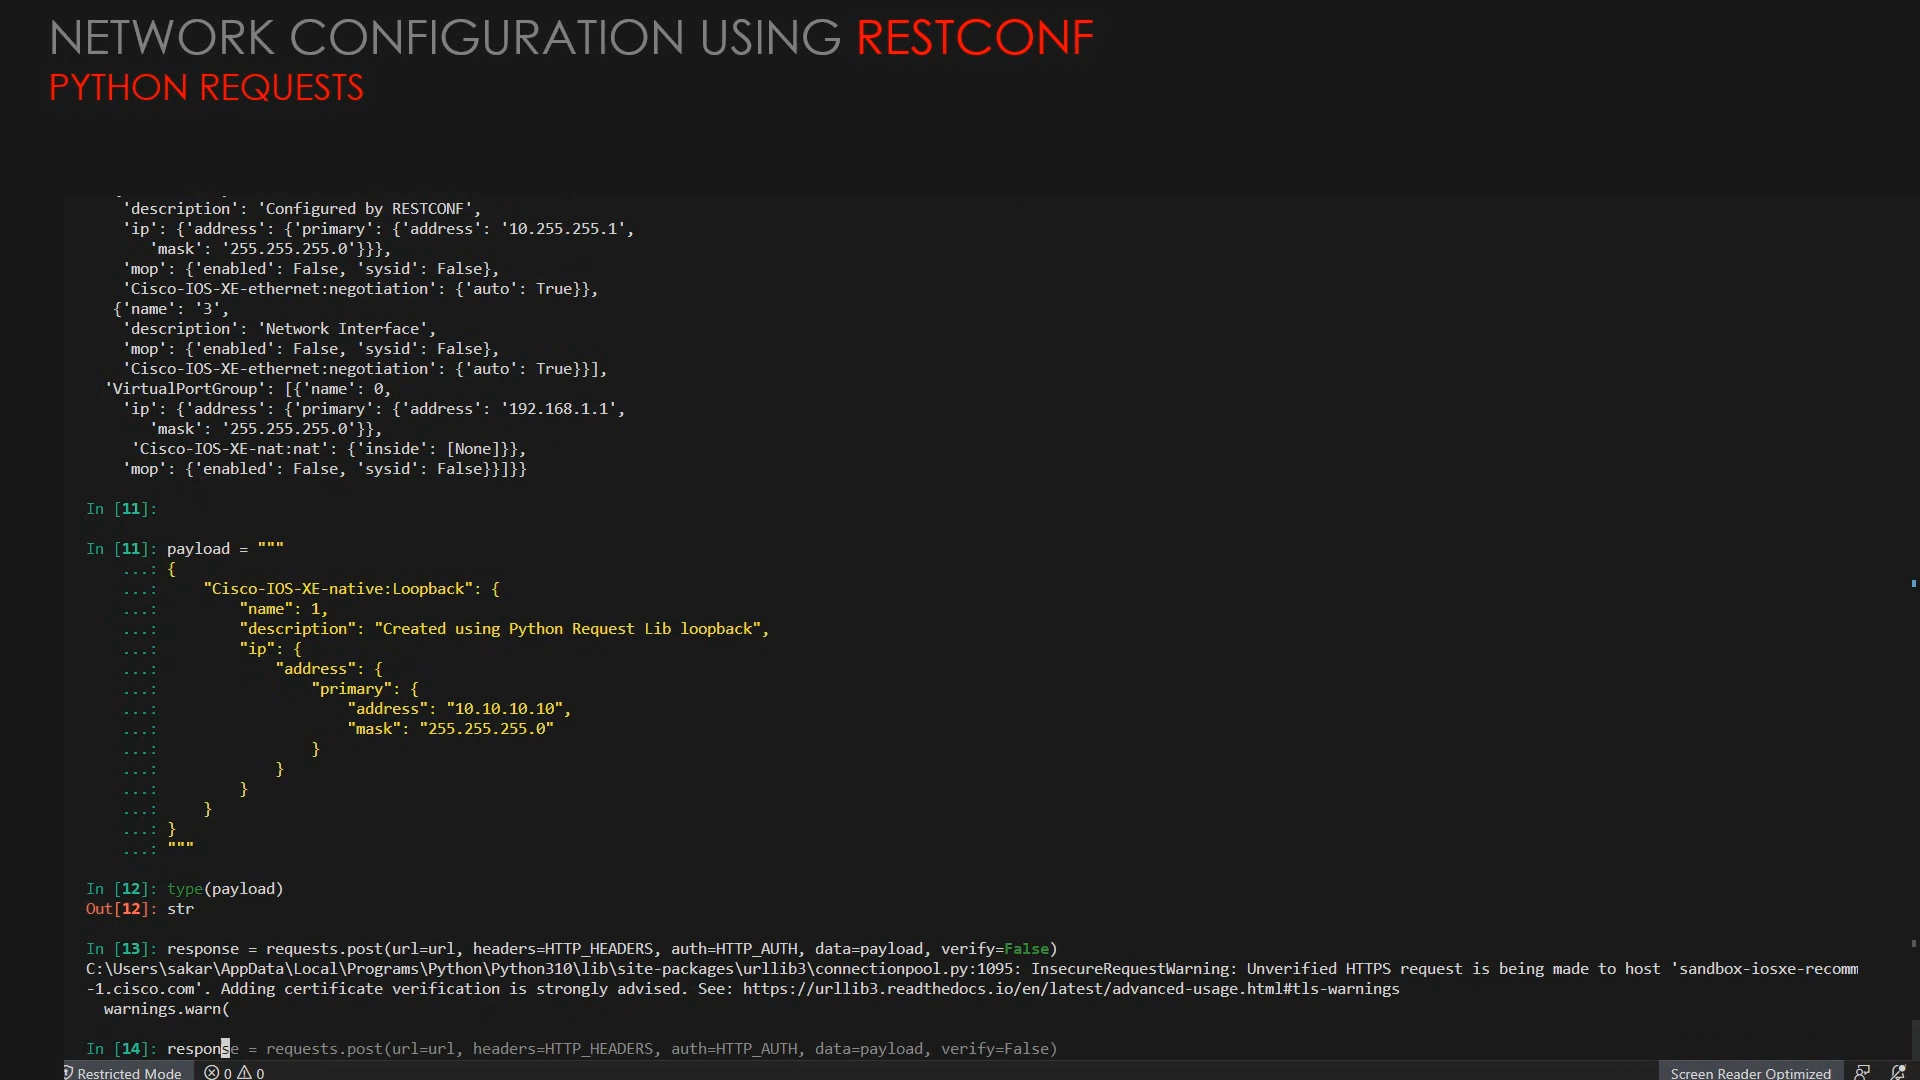 NETWORK CONFIGURATION USING RESTCONF
PYTHON REQUESTS
'description': 'Configured by RESTCONF',
'ip': {'address': {'primary': {'address': '10.255.255.1',
'mask': '255.255.255.0'}}},
'mop': {'enabled': False, 'sysid': False},
'Cisco-IOS-XE-ethernet:negotiation': {'auto': True}},
{'name': '3',
'description': 'Network Interface',
'mop': {'enabled': False, 'sysid': False},
'Cisco-IOS-XE-ethernet:negotiation': {'auto': True}}],
'VirtualPortGroup': [{'name': 0,
'ip': {'address': {'primary': {'address': '192.168.1.1',
'mask': '255.255.255.0'}},
'Cisco-IOS-XE-nat:nat': {'inside': [None]}},
'mop': {'enabled': False, 'sysid': False}}]}}
In [11]:
In [11]: payload = """
...: {
...: "Cisco-IOS-XE-native:Loopback": {
...: "name": 1,
...: "description": "Created using Python Request Lib loopback",
...: "ip": {
...: "address": {
...: "primary": {
...: "address": "10.10.10.10",
...: "mask": "255.255.255.0"
...: }
...: }
...: }
...: }
...: }
...: """
In [12]: type(payload)
Out[12]: str
In [13]: response = requests.post(url=url, headers=HTTP_HEADERS, auth=HTTP_AUTH, data=payload, verify=False)
C:\Users\sakar\AppData\Local\Programs\Python\Python310\lib\site-packages\urllib3\connectionpool.py:1095: InsecureRequestWarning: Unverified HTTPS request is being made to host 'sandbox-iosxe-recomm
-1.cisco.com'. Adding certificate verification is strongly advised. See: https://urllib3.readthedocs.io/en/latest/advanced-usage.html#tls-warnings
warnings.warn(
In [14]: response = requests.post(url=url, headers=HTTP_HEADERS, auth=HTTP_AUTH, data=payload, verify=False)
Restricted Mode 0 0 Screen Reader Optimized